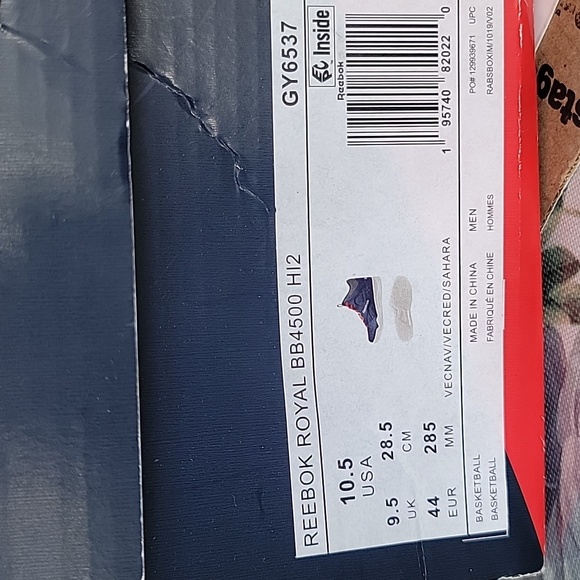 REEBOK ROYAL BB4500 HI2
GY6537
10.5
USA
9.5
UK
28.5
CM
44
EUR
285
MM
VECNAV/VECRED/SAHARA
Inside
Reebok
1 95740 82022 0
BASKETBALL
BASKETBALL
MADE IN CHINA
FABRIQUÉ EN CHINE
MEN
HOMMES
PO# 129939671
UPC
RABSBOX/M/1019/V02